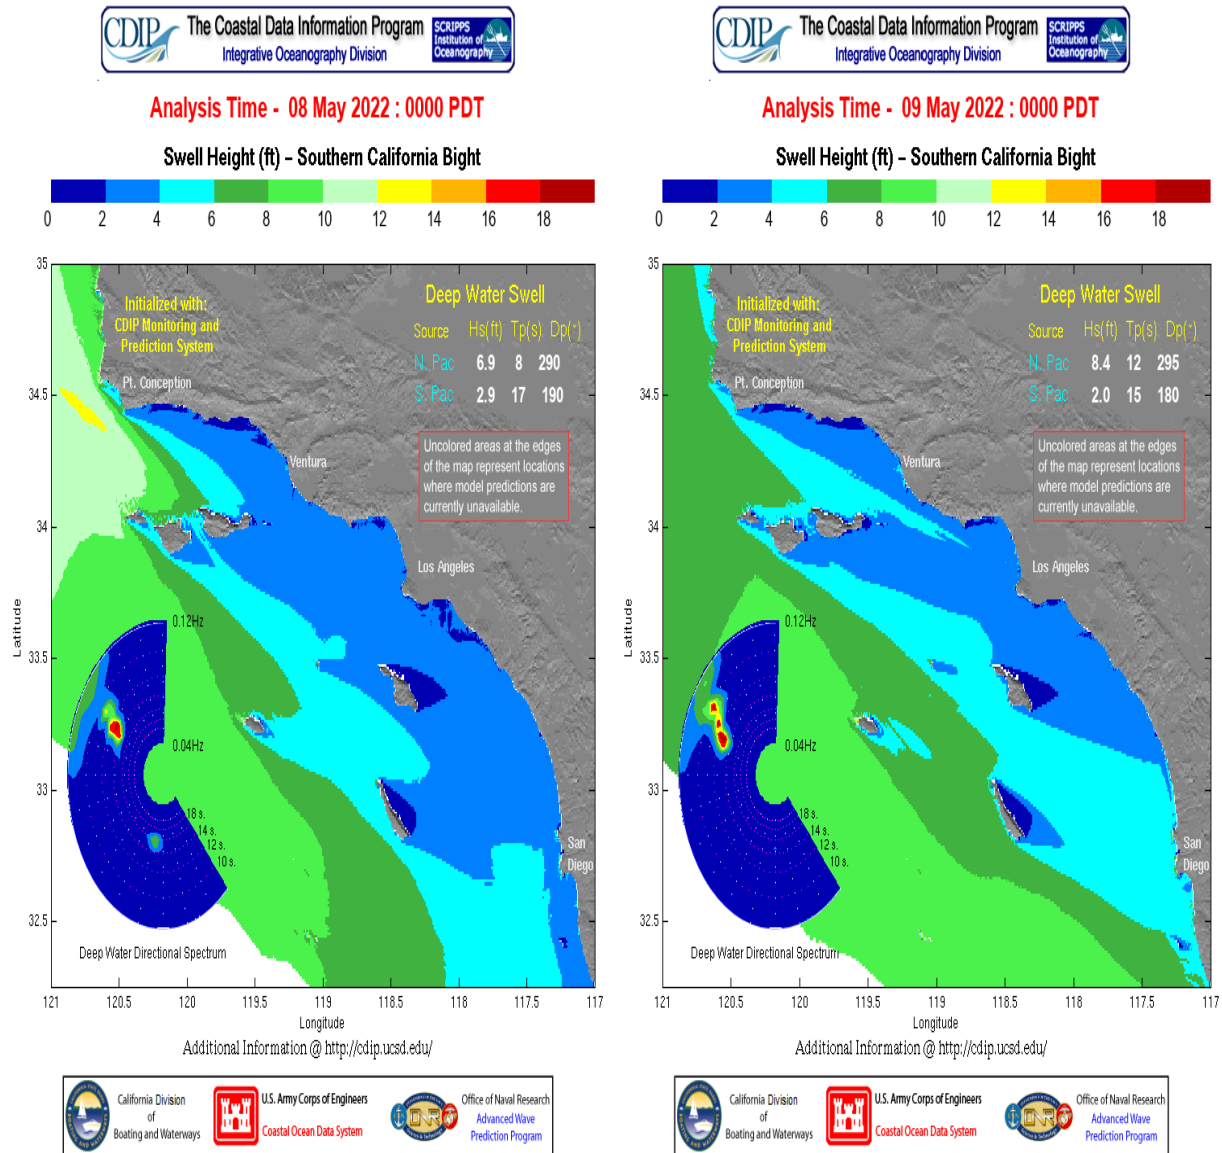 CDIP
The Coastal Data Information Program
Integrative Oceanography Division
SCRIPPS
Institution of
Oceanography
Analysis Time - 08 May 2022 : 0000 PDT
Swell Height (ft) – Southern California Bight
0 2 4 6 8 10 12 14 16 18
35
34.5
34
33.5
33
32.5
Latitude
Initialized with:
CDIP Monitoring and
Prediction System
Deep Water Swell
Source Hs(ft) Tp(s) Dp(°)
N. Pac 6.9 8 290
S. Pac 2.9 17 190
Pt. Conception
Uncolored areas at the edges
of the map represent locations
where model predictions are
currently unavailable.
Ventura
Los Angeles
San
Diego
0.12Hz
0.04Hz
18 s.
14 s.
12 s.
10 s.
Deep Water Directional Spectrum
121 120.5 120 119.5 119 118.5 118 117.5 117
Longitude
Additional Information @ http://cdip.ucsd.edu/
California Division
of
Boating and Waterways
U.S. Army Corps of Engineers
Coastal Ocean Data System
ONR
Office of Naval Research
Advanced Wave
Prediction Program
CDIP
The Coastal Data Information Program
Integrative Oceanography Division
SCRIPPS
Institution of
Oceanography
Analysis Time - 09 May 2022 : 0000 PDT
Swell Height (ft) – Southern California Bight
0 2 4 6 8 10 12 14 16 18
35
34.5
34
33.5
33
32.5
Latitude
Initialized with:
CDIP Monitoring and
Prediction System
Deep Water Swell
Source Hs(ft) Tp(s) Dp(°)
N. Pac 8.4 12 295
S. Pac 2.0 15 180
Pt. Conception
Uncolored areas at the edges
of the map represent locations
where model predictions are
currently unavailable.
Ventura
Los Angeles
San
Diego
0.12Hz
0.04Hz
18 s.
14 s.
12 s.
10 s.
Deep Water Directional Spectrum
121 120.5 120 119.5 119 118.5 118 117.5 117
Longitude
Additional Information @ http://cdip.ucsd.edu/
California Division
of
Boating and Waterways
U.S. Army Corps of Engineers
Coastal Ocean Data System
ONR
Office of Naval Research
Advanced Wave
Prediction Program